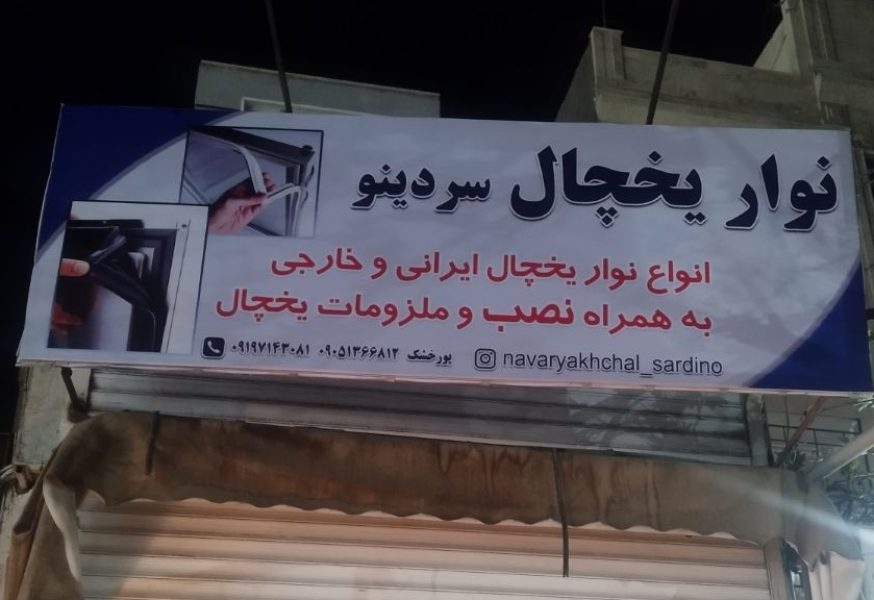 نوار یخچال سردینو
انواع نوار یخچال ایرانی و خارجی
به همراه نصب و ملزومات یخچال
navaryakhchal_sardino پورخشک ۰۹۰۵۱۳۶۶۸۱۲ ۰۹۱۹۷۱۴۳۰۸۱